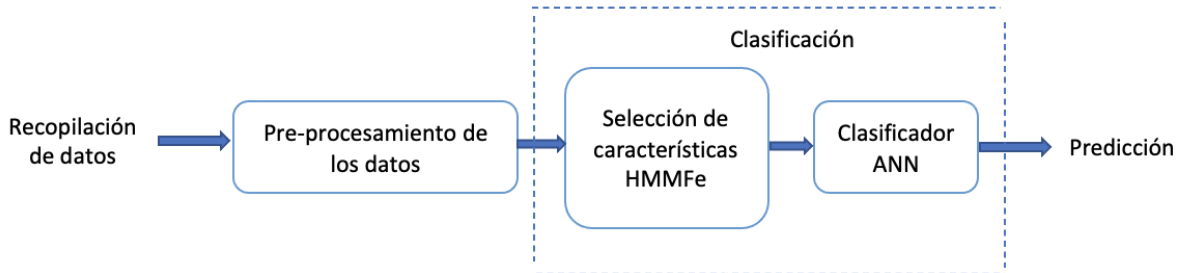 Clasificación
Recopilación
de datos
Pre-procesamiento de
los datos
Selección de
características
HMMFe
Clasificador
ANN
Predicción